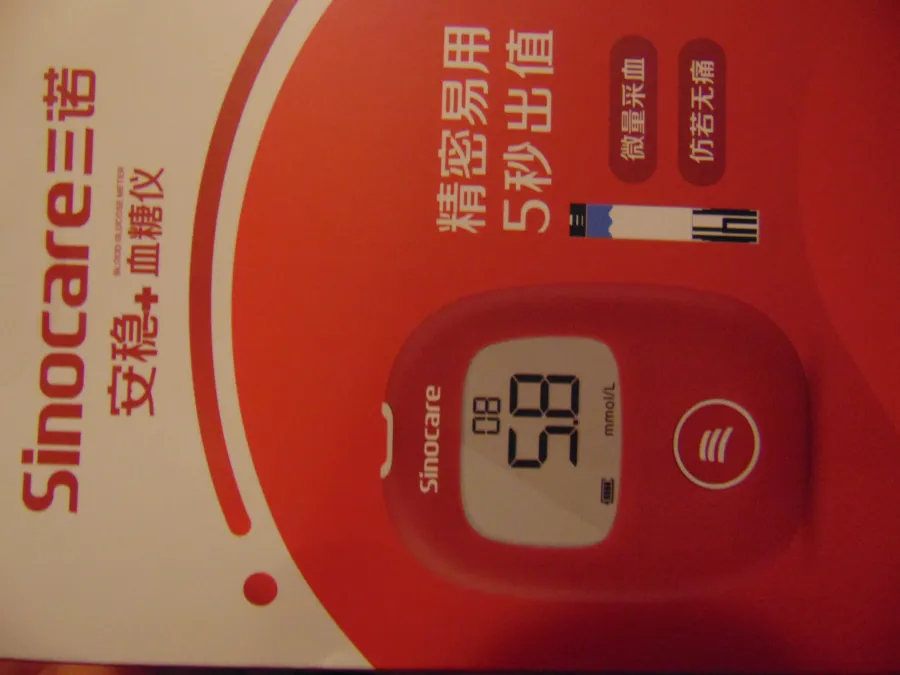 Sinocare三诺
BLOOD GLUCOSE METER
安稳+ 血糖仪
精密易用
5秒出值
微量采血
仿若无痛
Sinocare
08
5.8
mmol/L